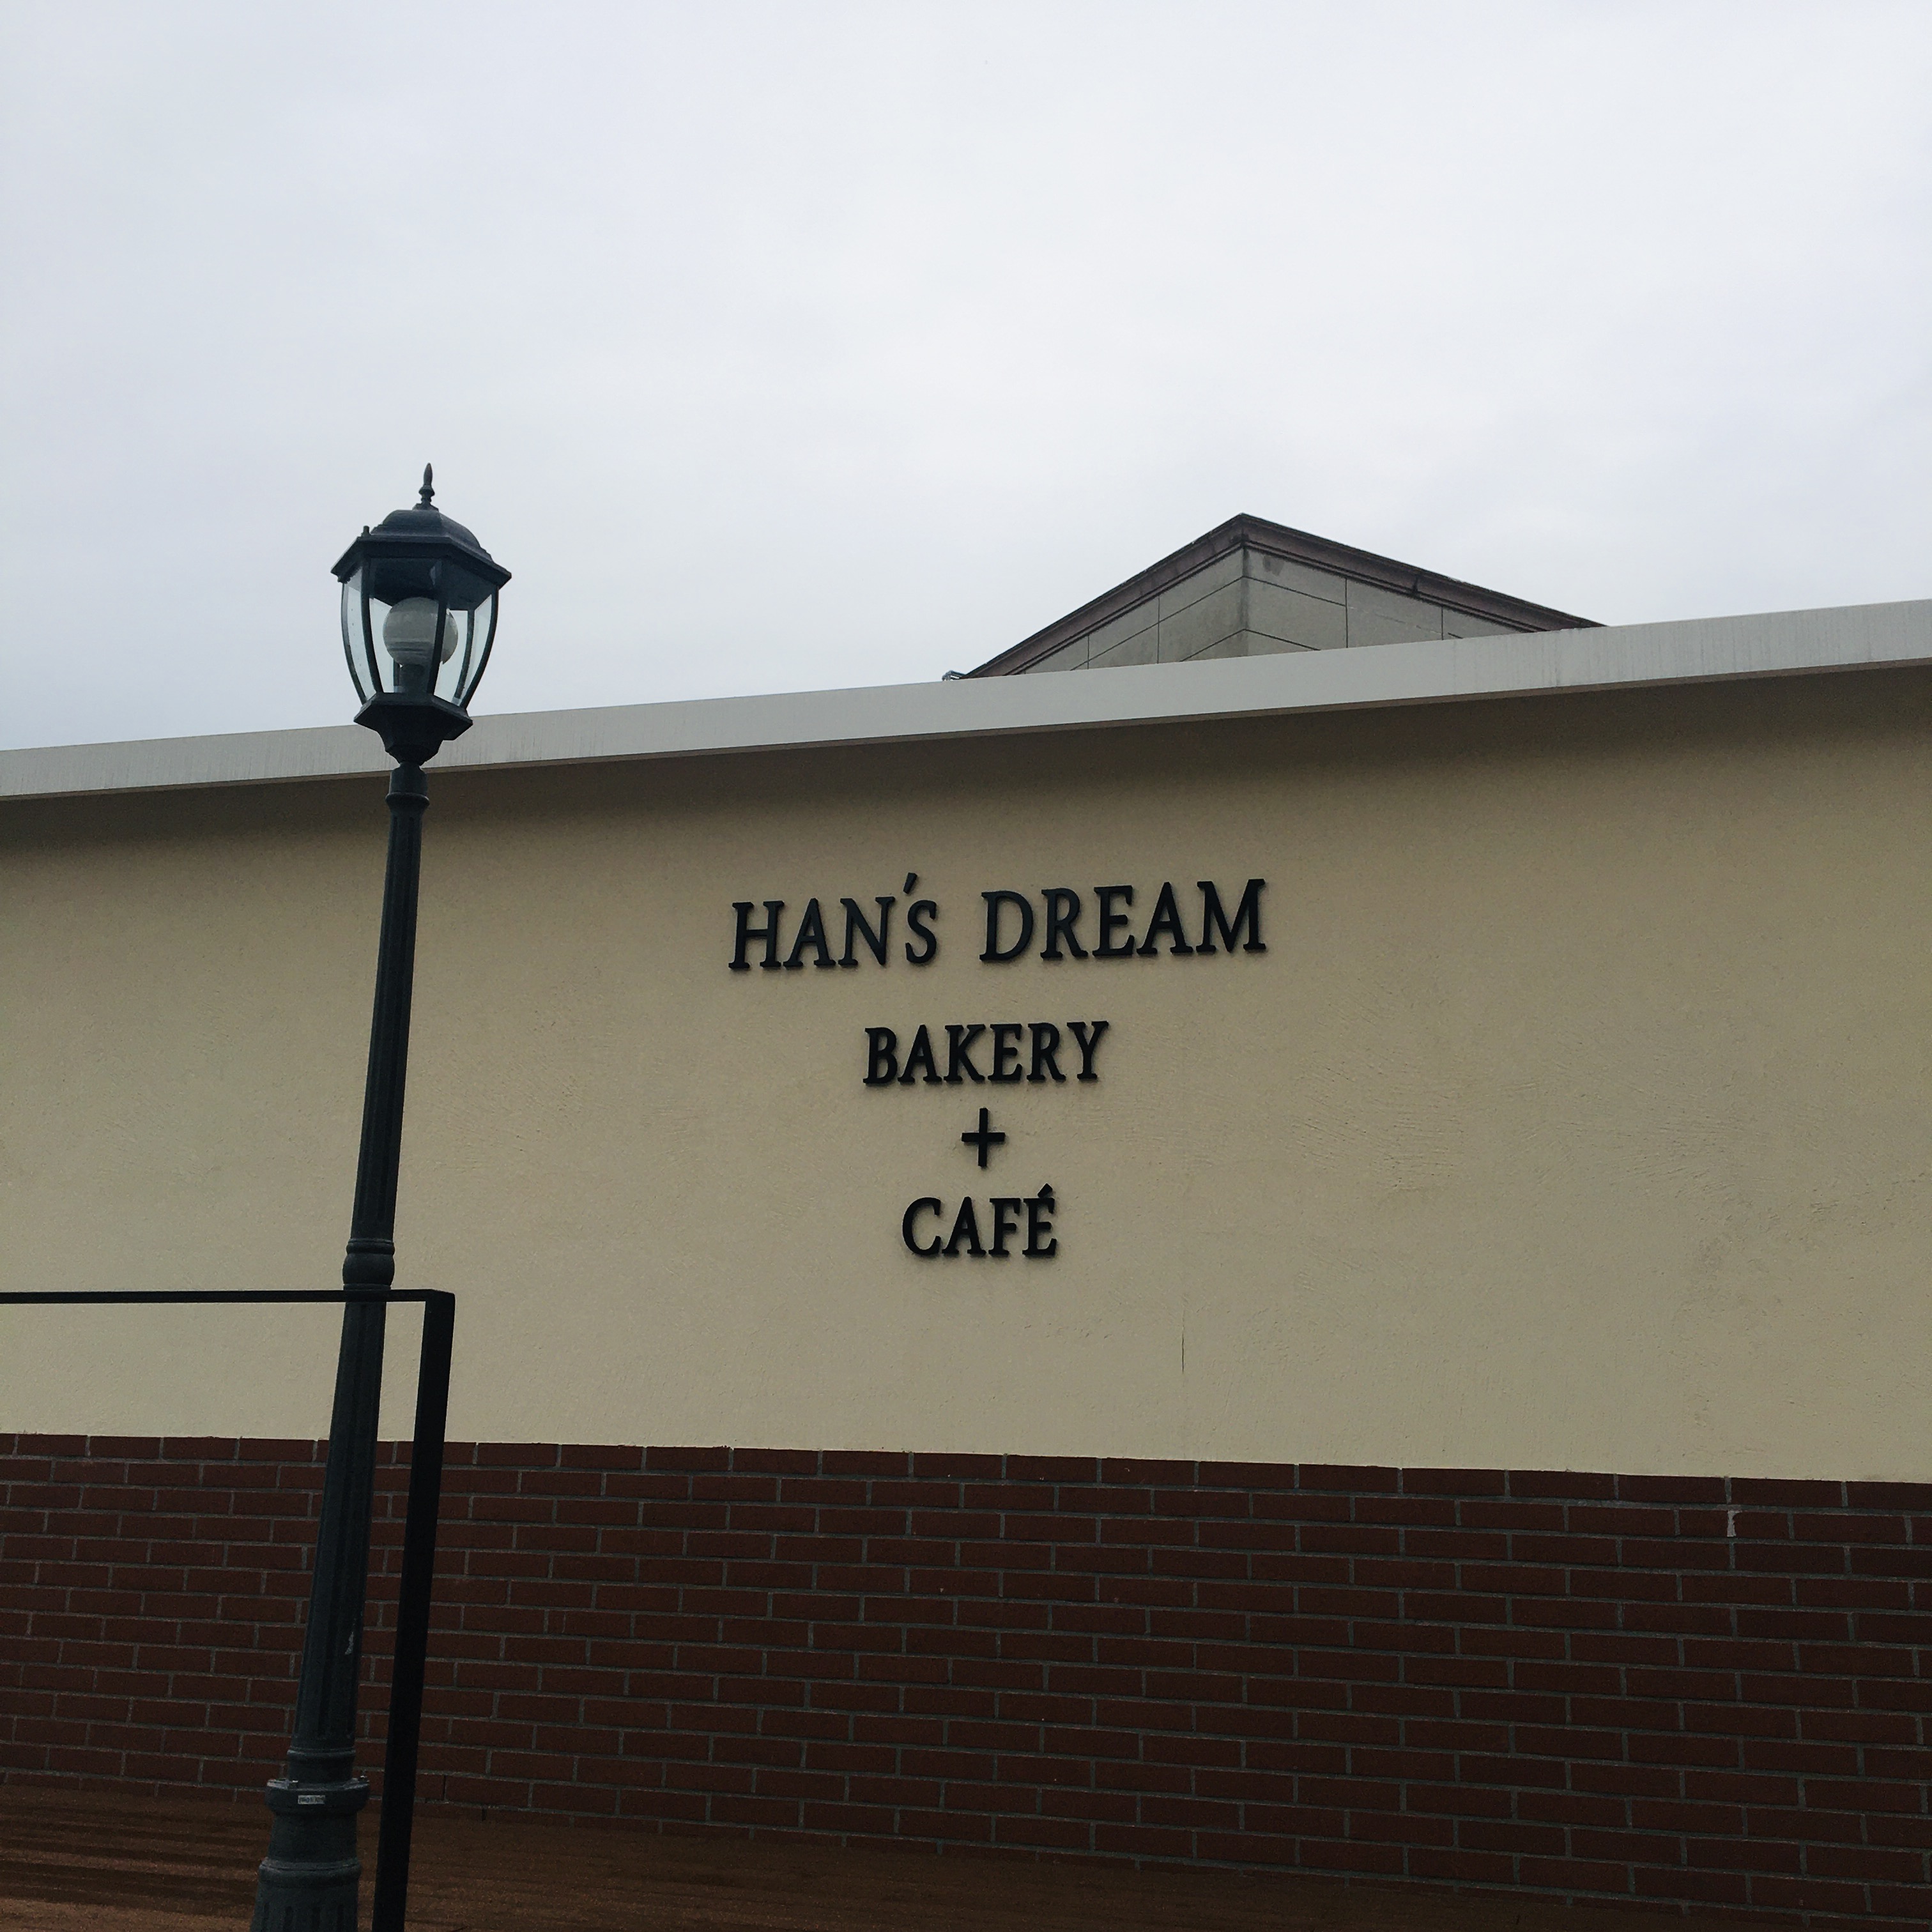 HAN'S DREAM
BAKERY
+
CAFÉ